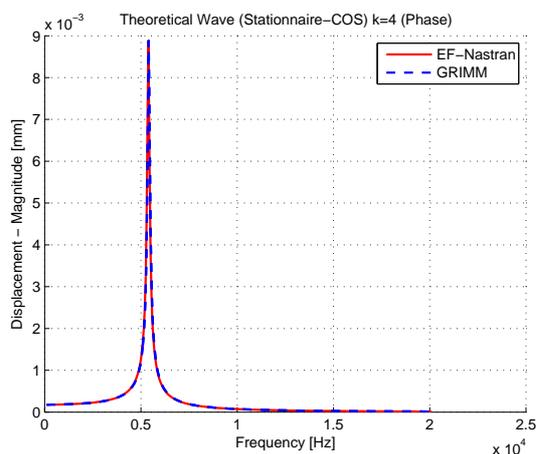 Theoretical Wave (Stationnaire−COS) k=4 (Phase)
x 10−3
9
8
7
6
5
4
3
2
1
0
Displacement − Magnitude [mm]
EF−Nastran
GRIMM
0 0.5 1 1.5 2 2.5
x 10^4
Frequency [Hz]